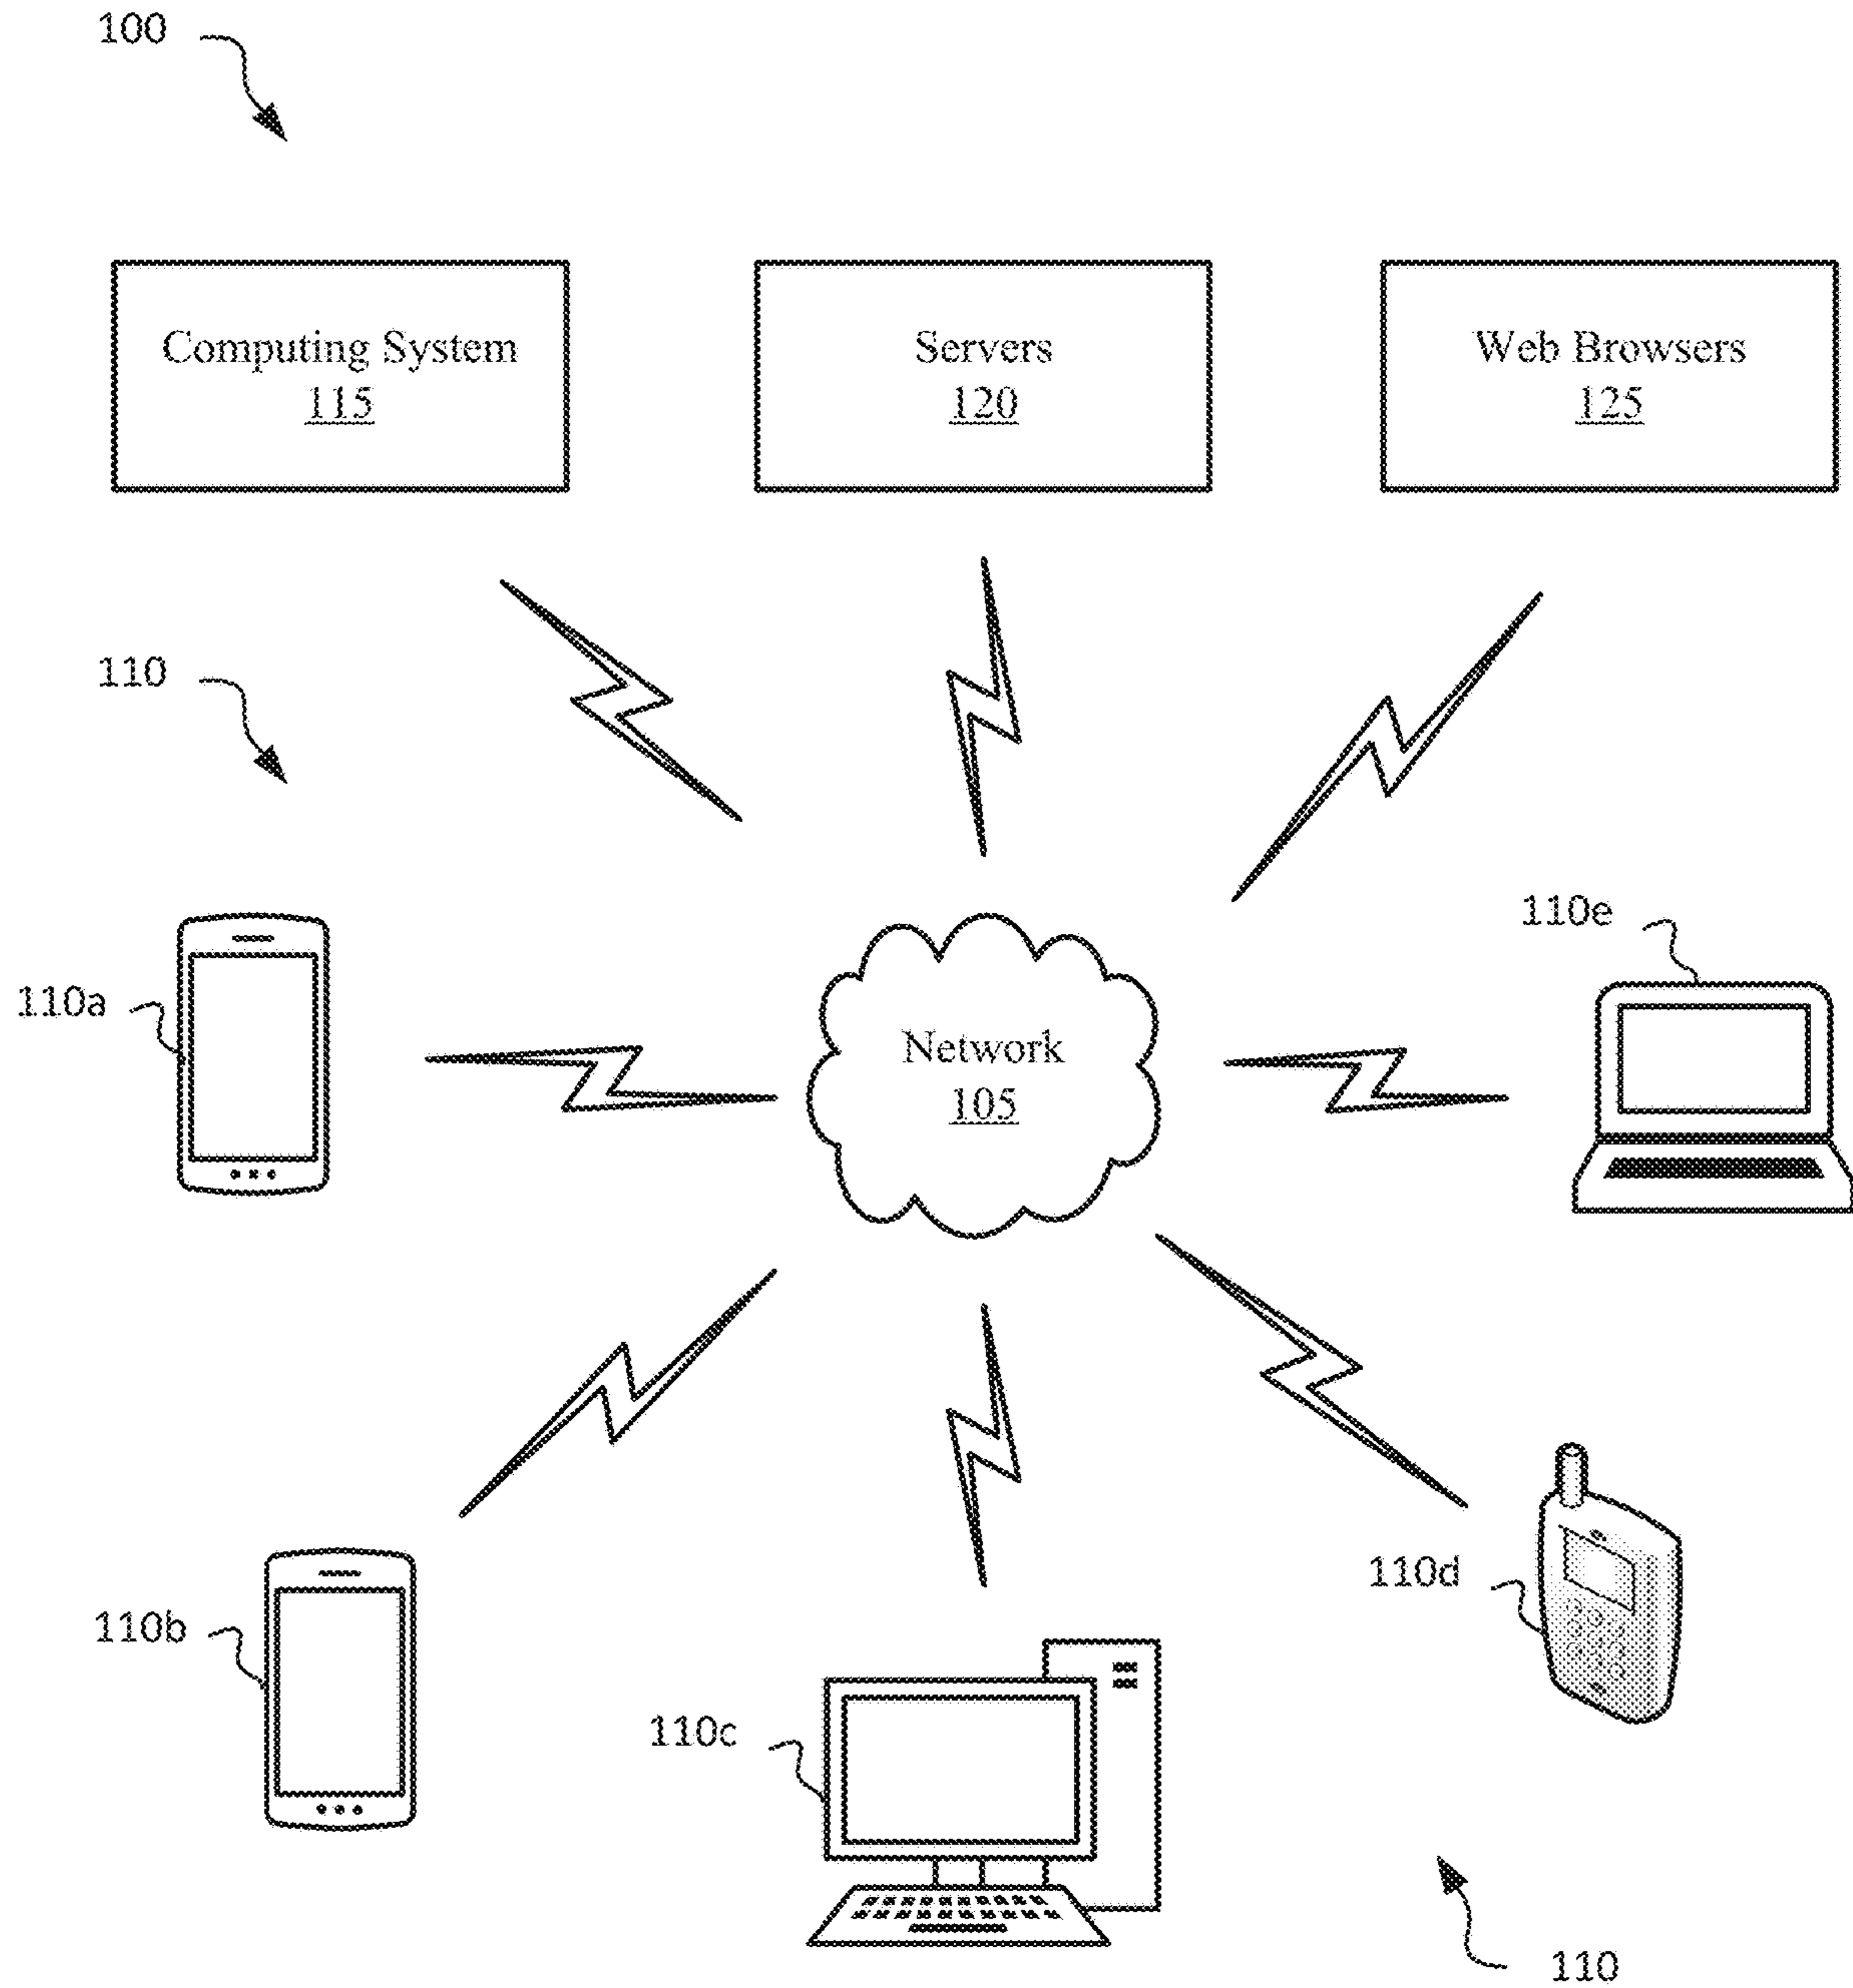 100
Computing System
115
Servers
120
Web Browsers
125
110
110e
110a
Network
105
110d
110b
110c
110